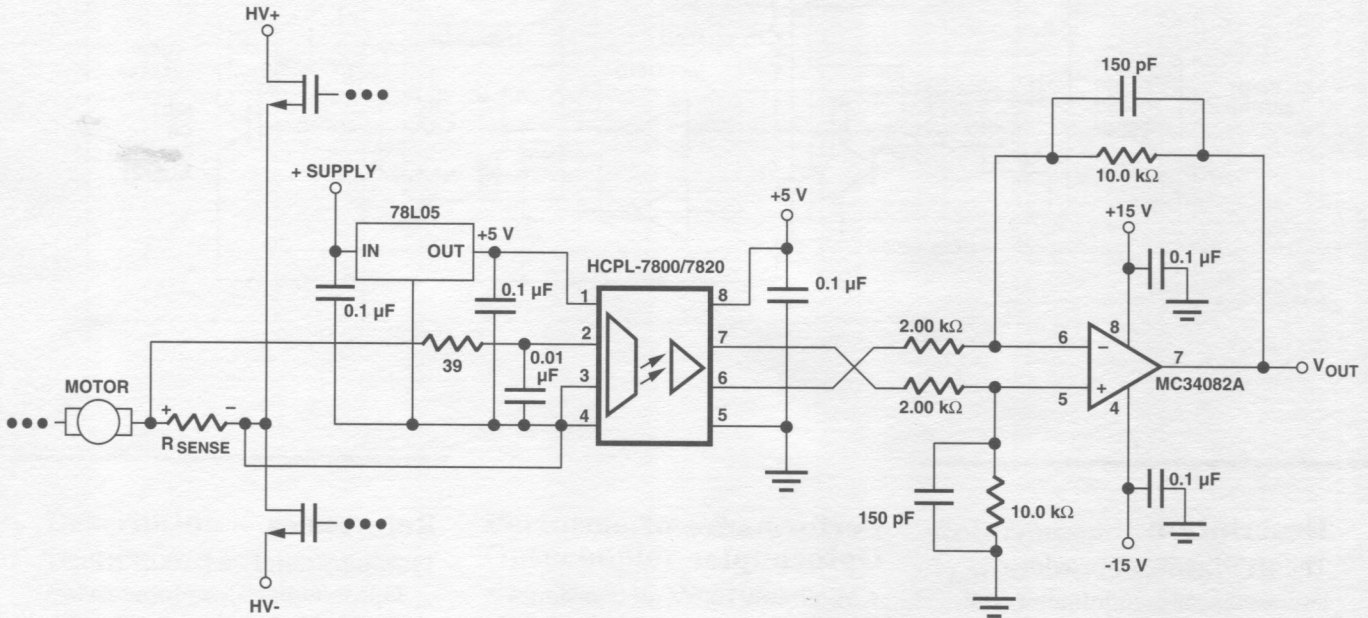 HV+
150 pF
10.0 kΩ
+ SUPPLY
78L05
IN
OUT
+5 V
+5 V
+15 V
0.1 µF
HCPL-7800/7820
0.1 µF
0.1 µF
0.1 µF
1
8
2
7
3
6
4
5
39
0.01
µF
2.00 kΩ
2.00 kΩ
6
−
8
7
5
+
4
MC34082A
VOUT
MOTOR
+
−
RSENSE
0.1 µF
150 pF
10.0 kΩ
-15 V
HV-